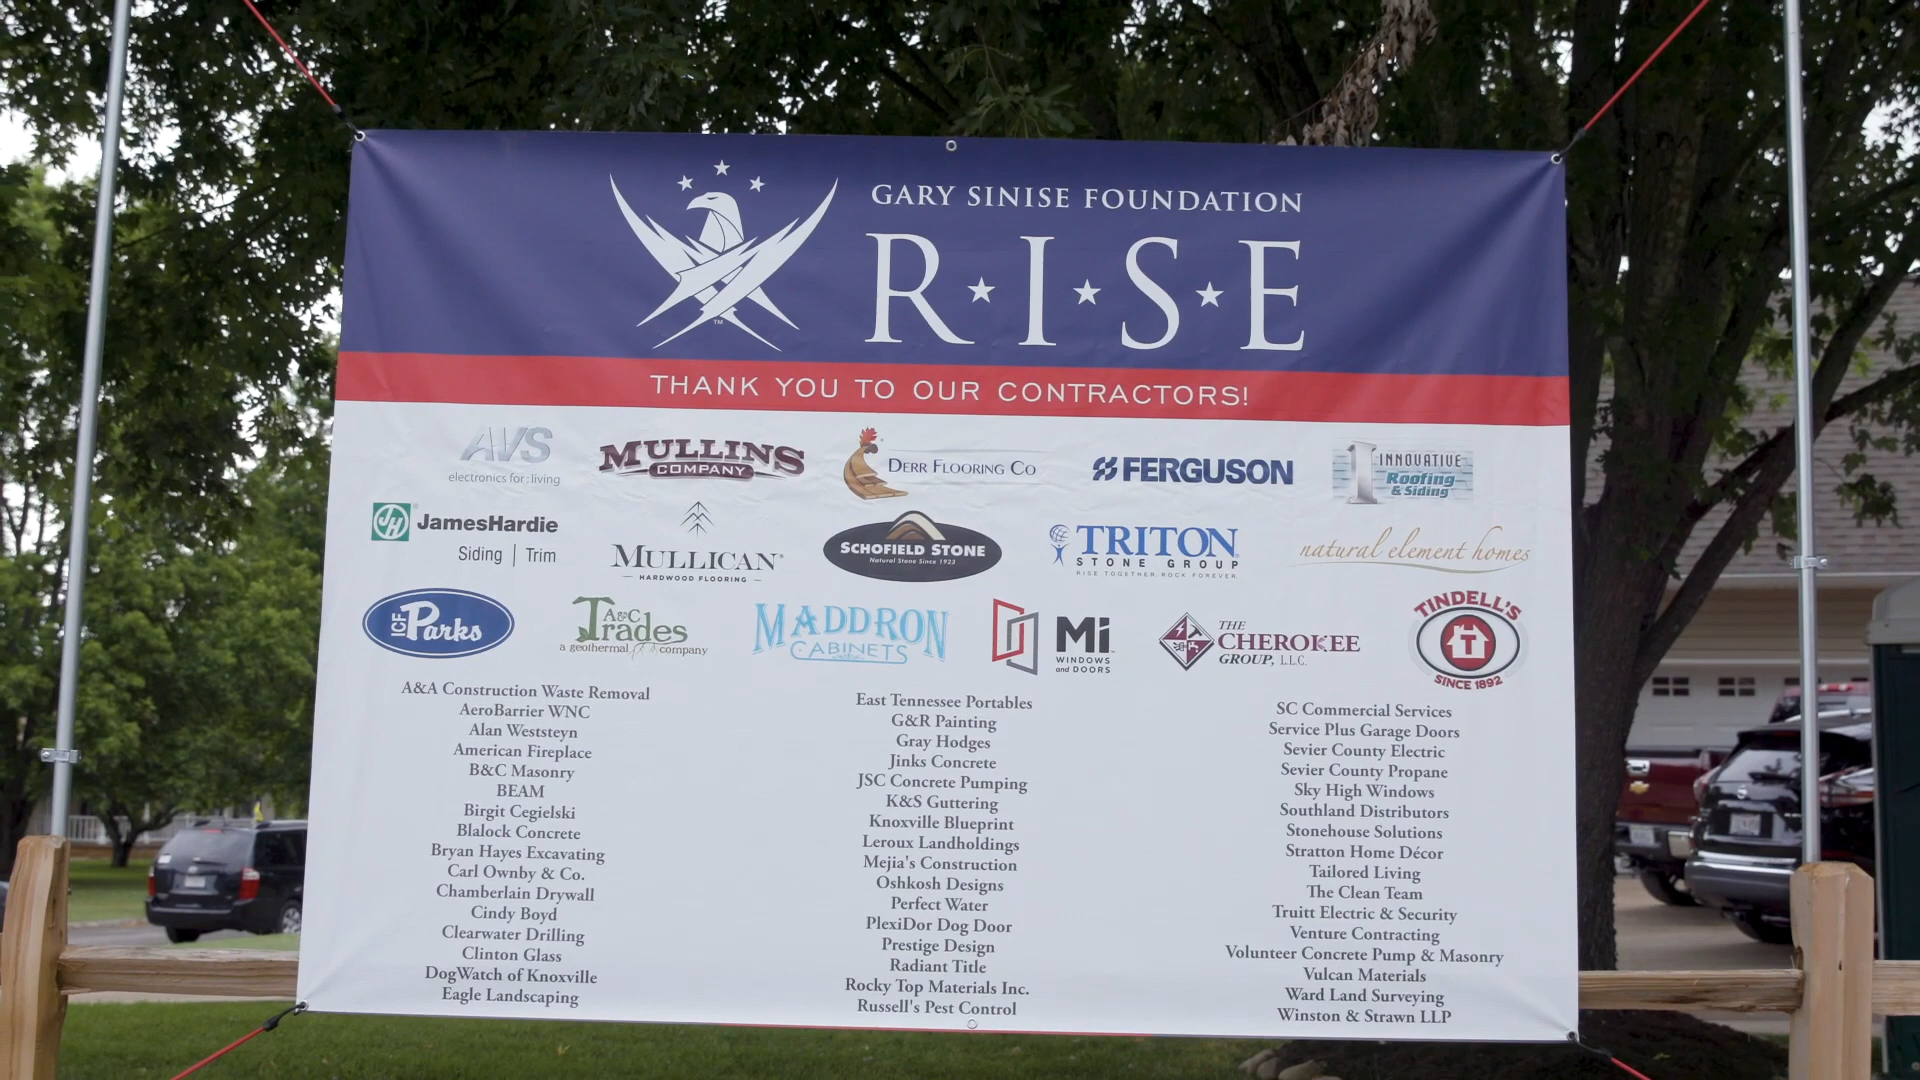 GARY SINISE FOUNDATION
R★I★S★E
TM
THANK YOU TO OUR CONTRACTORS!
AVS
electronics for:living
MULLINS
COMPANY
DERR FLOORING CO
FERGUSON
1 INNOVATIVE
Roofing
& Siding
JH JamesHardie
Siding | Trim
MULLICAN
HARDWOOD FLOORING
SCHOFIELD STONE
Natural Stone Since 1923
TRITON
STONE GROUP
RISE TOGETHER. ROCK FOREVER.
natural element homes
ICF Parks
A&C
Trades
a geothermal company
MADDRON
CABINETS
Mi
WINDOWS
and DOORS
THE
CHEROKEE
GROUP, L.L.C.
TINDELL'S
T
SINCE 1892
A&A Construction Waste Removal
AeroBarrier WNC
Alan Weststeyn
American Fireplace
B&C Masonry
BEAM
Birgit Cegielski
Blalock Concrete
Bryan Hayes Excavating
Carl Ownby & Co.
Chamberlain Drywall
Cindy Boyd
Clearwater Drilling
Clinton Glass
DogWatch of Knoxville
Eagle Landscaping
East Tennessee Portables
G&R Painting
Gray Hodges
Jinks Concrete
JSC Concrete Pumping
K&S Guttering
Knoxville Blueprint
Leroux Landholdings
Mejia's Construction
Oshkosh Designs
Perfect Water
PlexiDor Dog Door
Prestige Design
Radiant Title
Rocky Top Materials Inc.
Russell's Pest Control
SC Commercial Services
Service Plus Garage Doors
Sevier County Electric
Sevier County Propane
Sky High Windows
Southland Distributors
Stonehouse Solutions
Stratton Home Décor
Tailored Living
The Clean Team
Truitt Electric & Security
Venture Contracting
Volunteer Concrete Pump & Masonry
Vulcan Materials
Ward Land Surveying
Winston & Strawn LLP